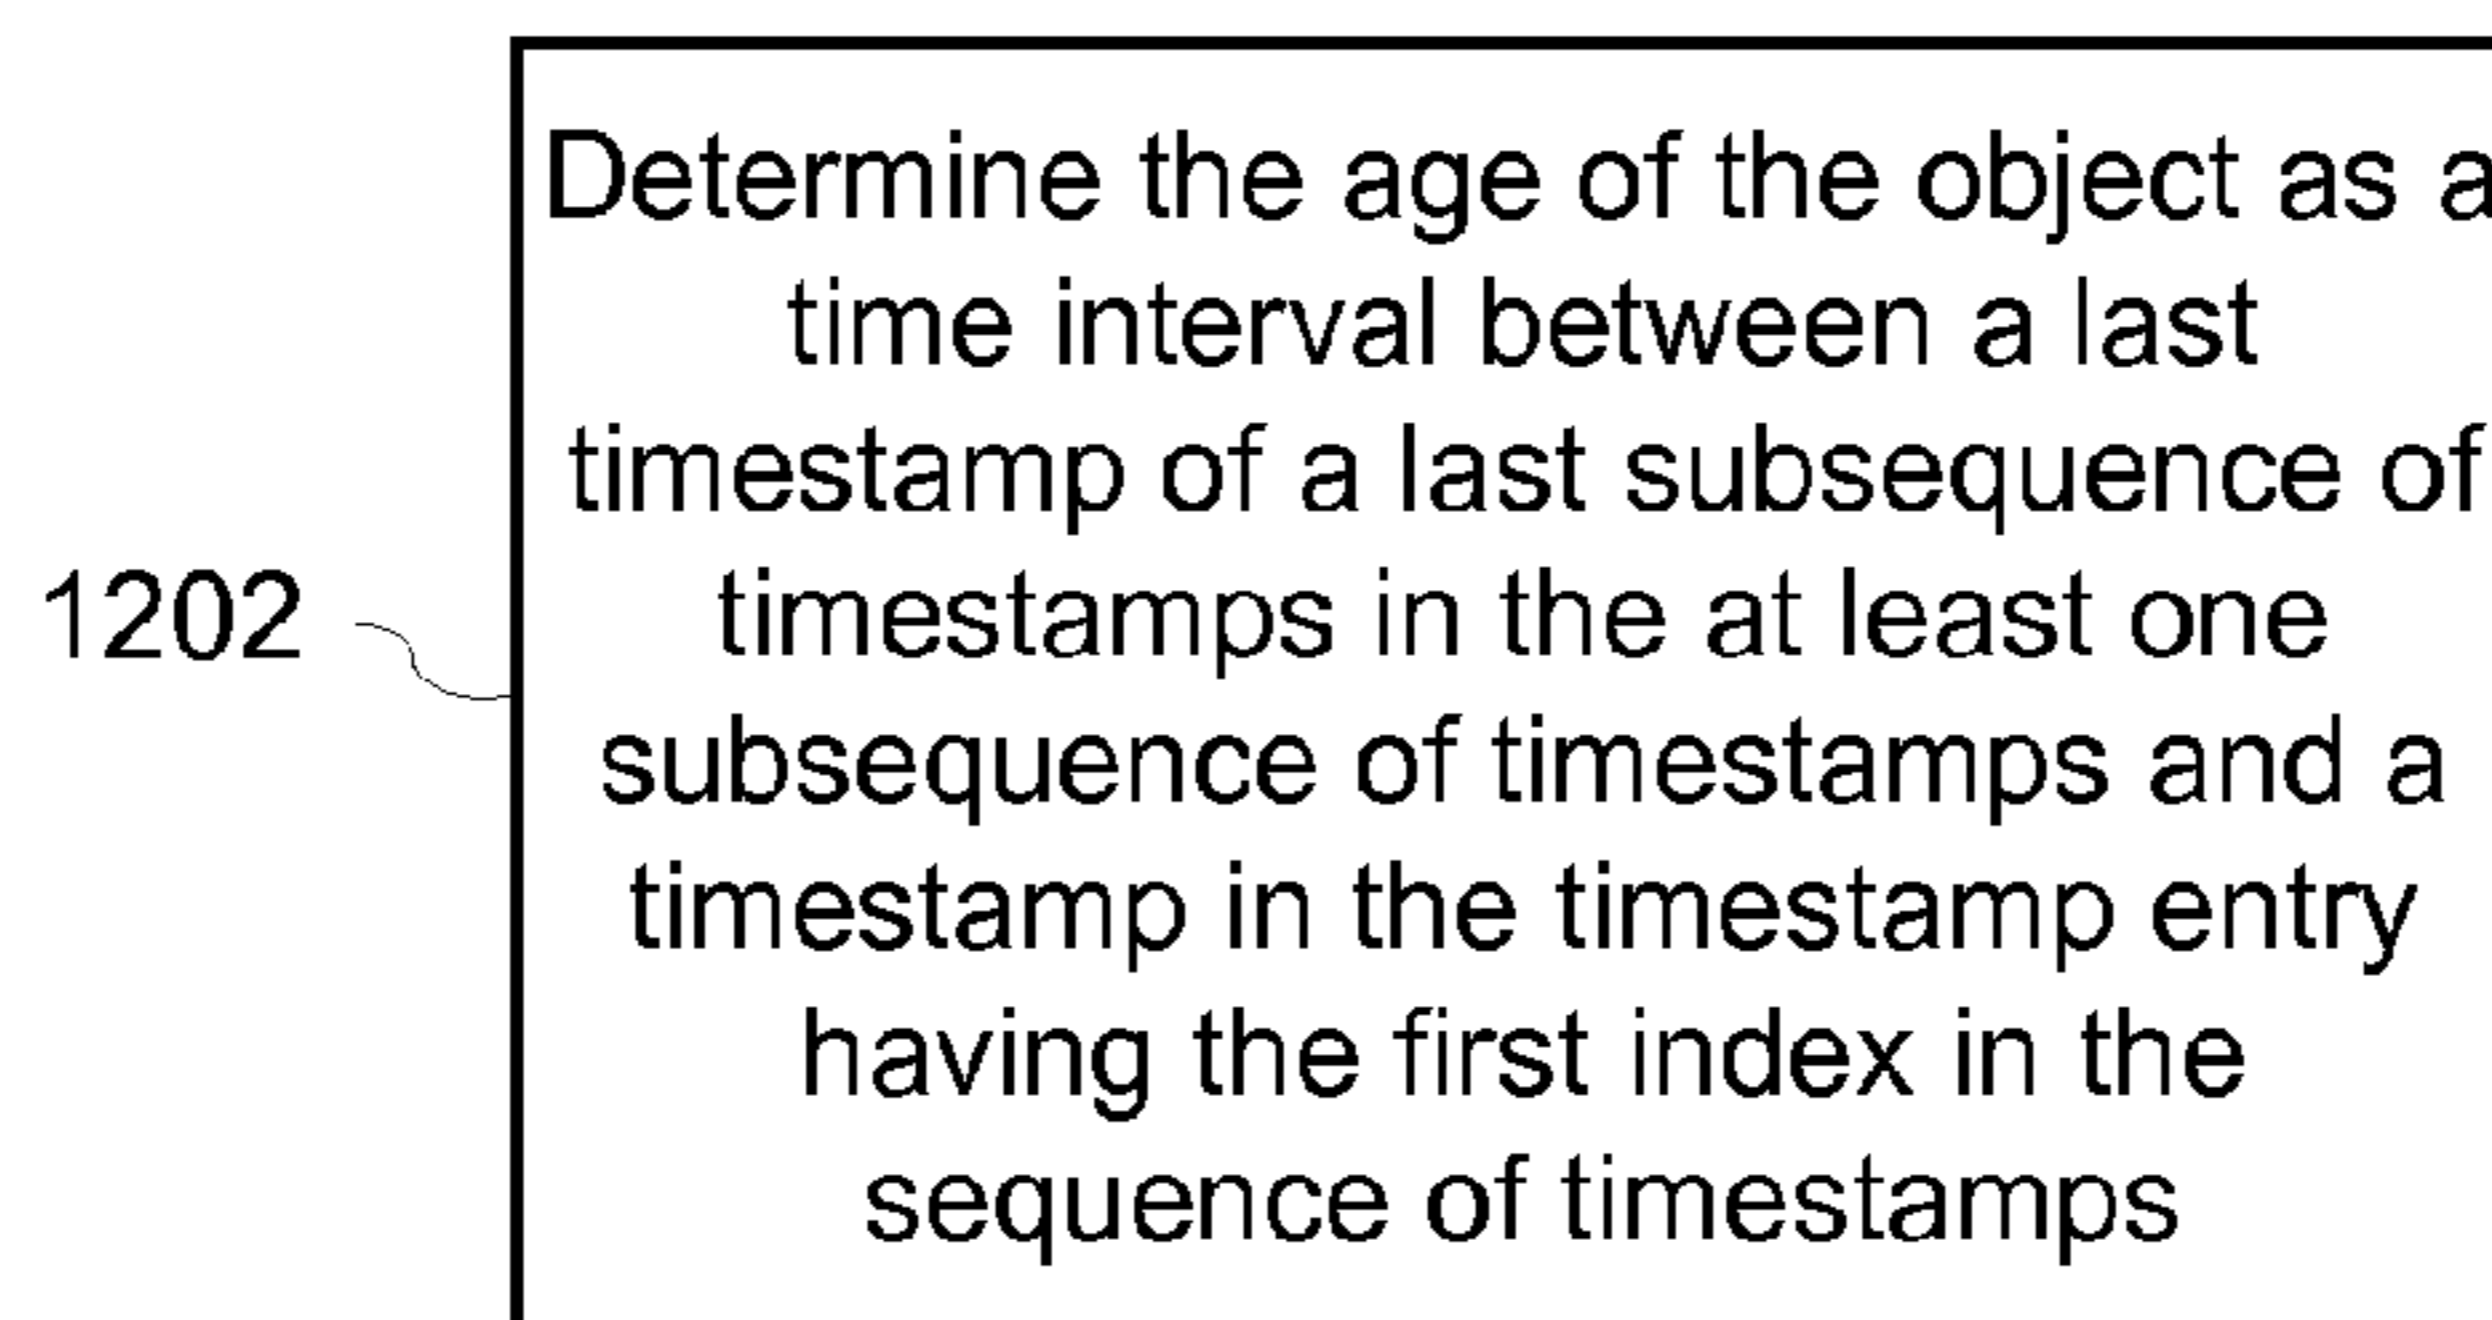 Determine the age of the object as a
time interval between a last
timestamp of a last subsequence of
timestamps in the at least one
1202
subsequence of timestamps and a
timestamp in the timestamp entry
having the first index in the
sequence of timestamps